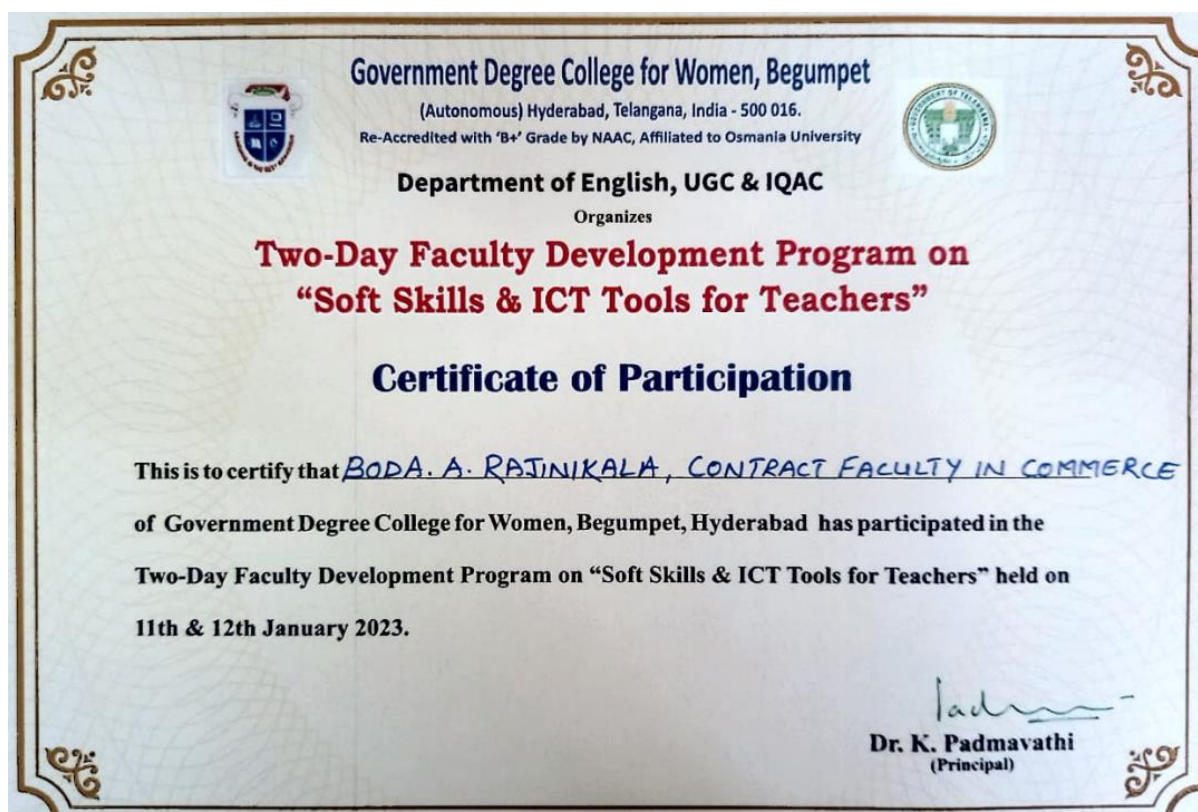 Government Degree College for Women, Begumpet
(Autonomous) Hyderabad, Telangana, India - 500 016.
Re-Accredited with 'B+' Grade by NAAC, Affiliated to Osmania University
Department of English, UGC & IQAC
Organizes
Two-Day Faculty Development Program on
“Soft Skills & ICT Tools for Teachers”
Certificate of Participation
This is to certify that BODA. A. RAJINIKALA, CONTRACT FACULTY IN COMMERCE
of Government Degree College for Women, Begumpet, Hyderabad has participated in the
Two-Day Faculty Development Program on “Soft Skills & ICT Tools for Teachers” held on
11th & 12th January 2023.
Dr. K. Padmavathi
(Principal)